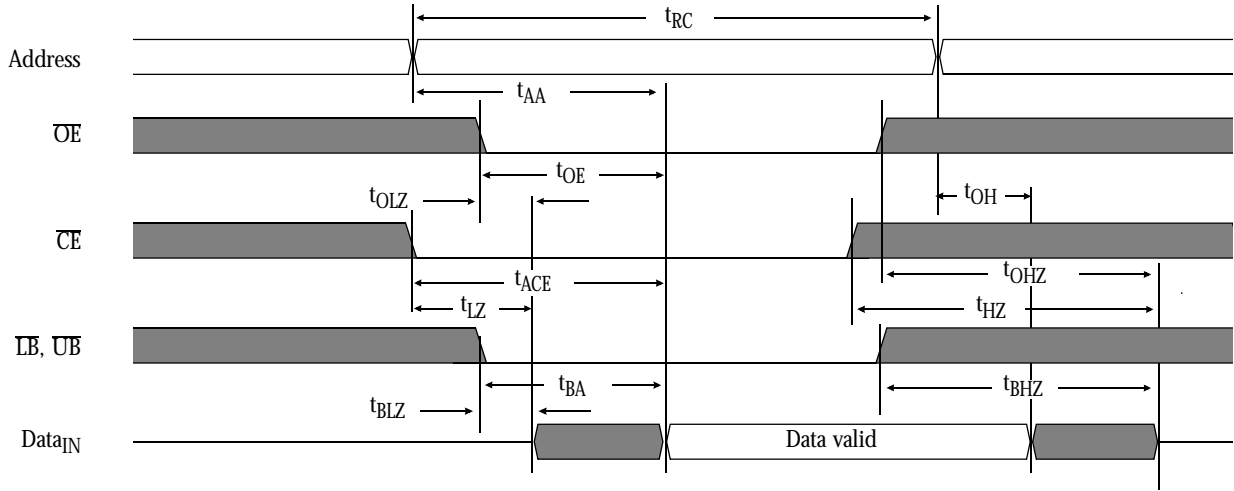 tRC
Address
tAA
OE
tOE
tOLZ
tOH
CE
tACE
tOHZ
tLZ
tHZ
LB, UB
tBA
tBHZ
tBLZ
DataIN
Data valid